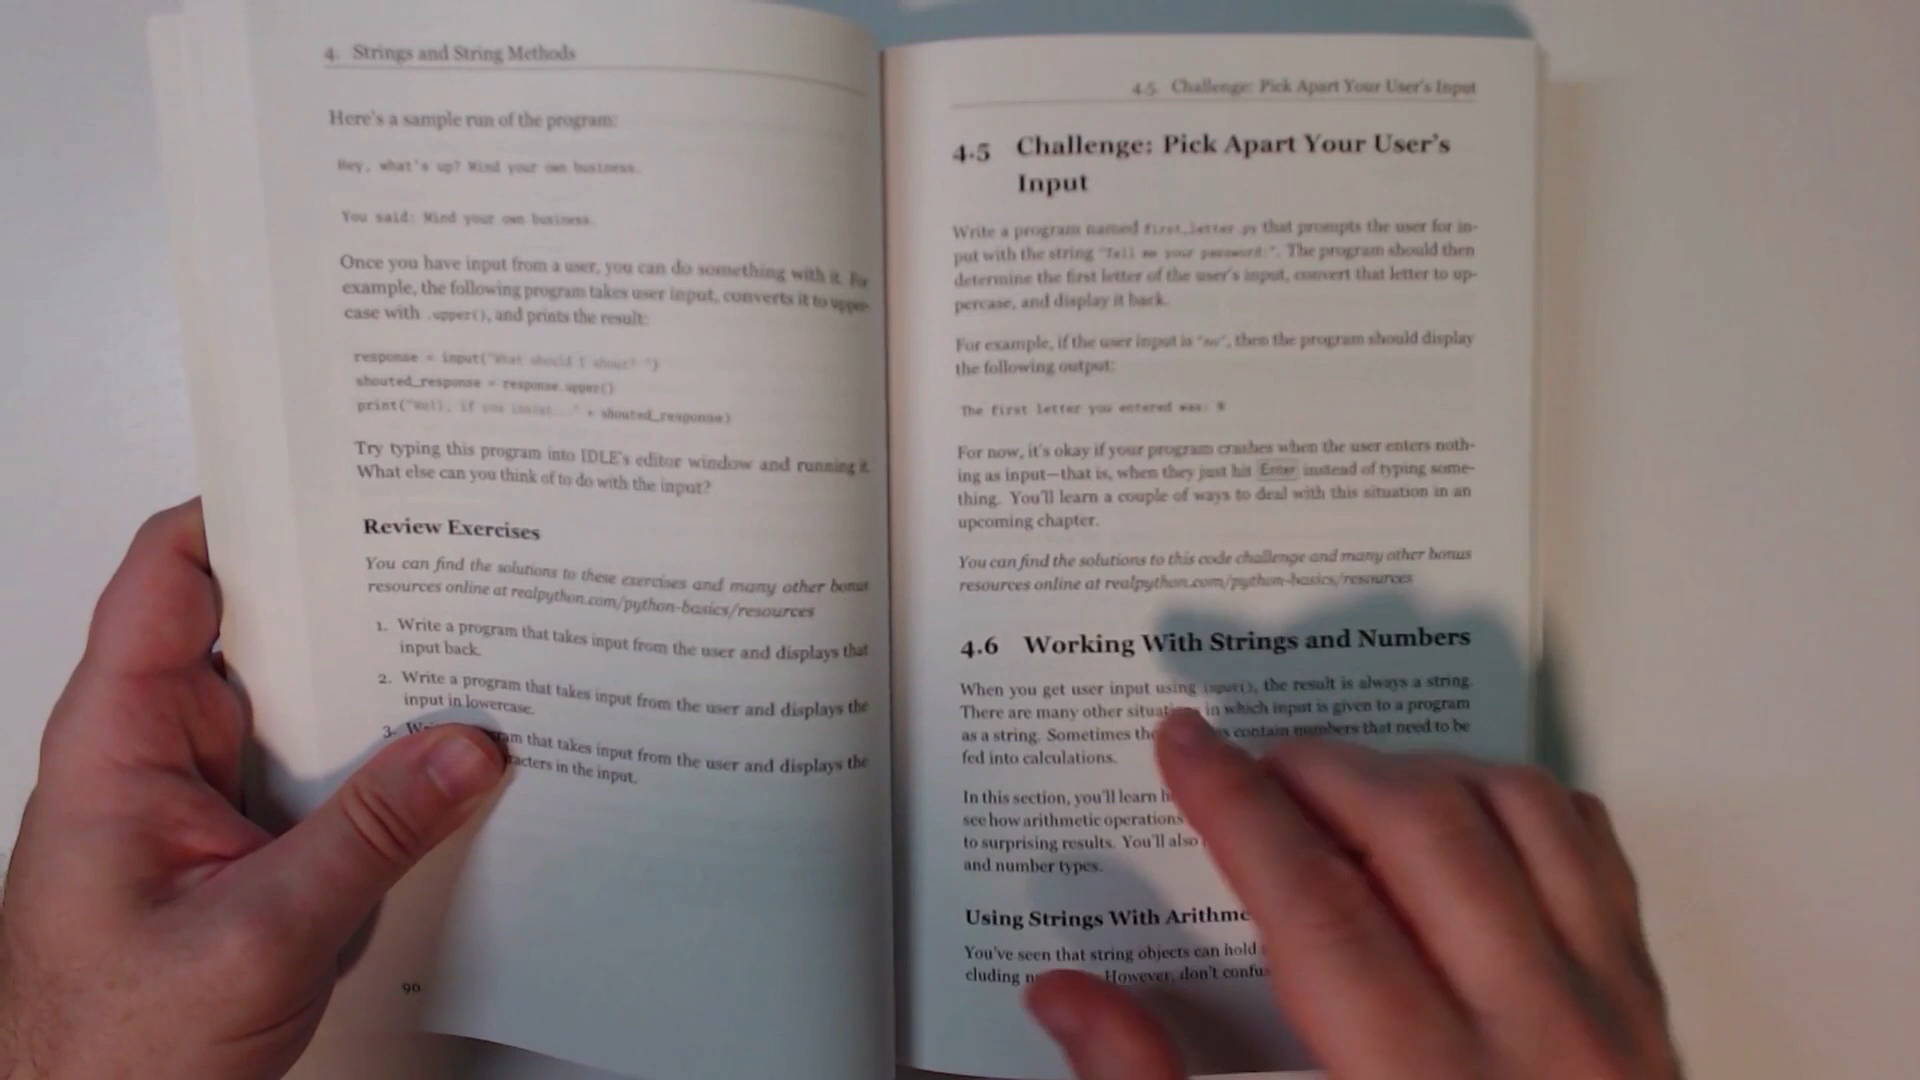 4. Strings and String Methods
Here's a sample run of the program:
Hey, what's up? Mind your own business.
You said: Mind your own business.
Once you have input from a user, you can do something with it. For
example, the following program takes user input, converts it to upper-
case with .upper(), and prints the result:
response = input("What should I shout? ")
shouted_response = response.upper()
print("Well, if you insist..." + shouted_response)
Try typing this program into IDLE's editor window and running it.
What else can you think of to do with the input?
Review Exercises
You can find the solutions to these exercises and many other bonus
resources online at realpython.com/python-basics/resources
1. Write a program that takes input from the user and displays that
input back.
2. Write a program that takes input from the user and displays the
input in lowercase.
3. that takes input from the user and displays the
in the input.
90
4.5. Challenge: Pick Apart Your User's Input
4.5 Challenge: Pick Apart Your User's
Input
Write a program named first_letter.py that prompts the user for in-
put with the string "Tell me your password:". The program should then
determine the first letter of the user's input, convert that letter to up-
percase, and display it back.
For example, if the user input is "no", then the program should display
the following output:
The first letter you entered was: N
For now, it's okay if your program crashes when the user enters noth-
ing as input—that is, when they just hit Enter instead of typing some-
thing. You'll learn a couple of ways to deal with this situation in an
upcoming chapter.
You can find the solutions to this code challenge and many other bonus
resources online at realpython.com/python-basics/resources
4.6 Working With Strings and Numbers
When you get user input using input(), the result is always a string.
There are many other situations in which input is given to a program
as a string. Sometimes contain numbers that need to be
fed into calculations.
In this section, you'll learn
see how arithmetic operations
to surprising results. You'll also
and number types.
Using Strings With
You've seen that string objects can hold
cluding However, don't